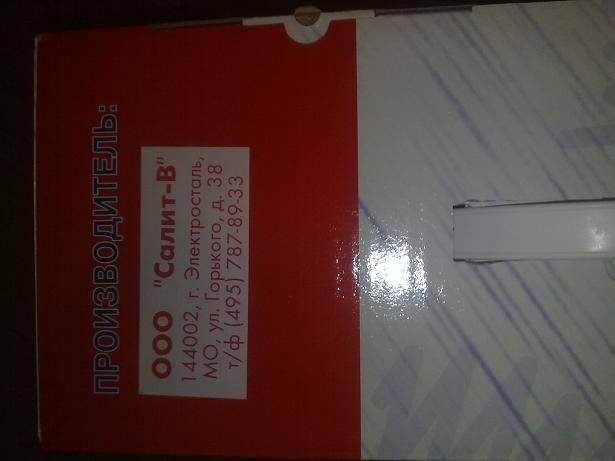 ПРОИЗВОДИТЕЛЬ:
ООО "Салит-В"
144002, г. Электросталь,
МО, ул. Горького, д. 38
т/ф (495) 787-89-33